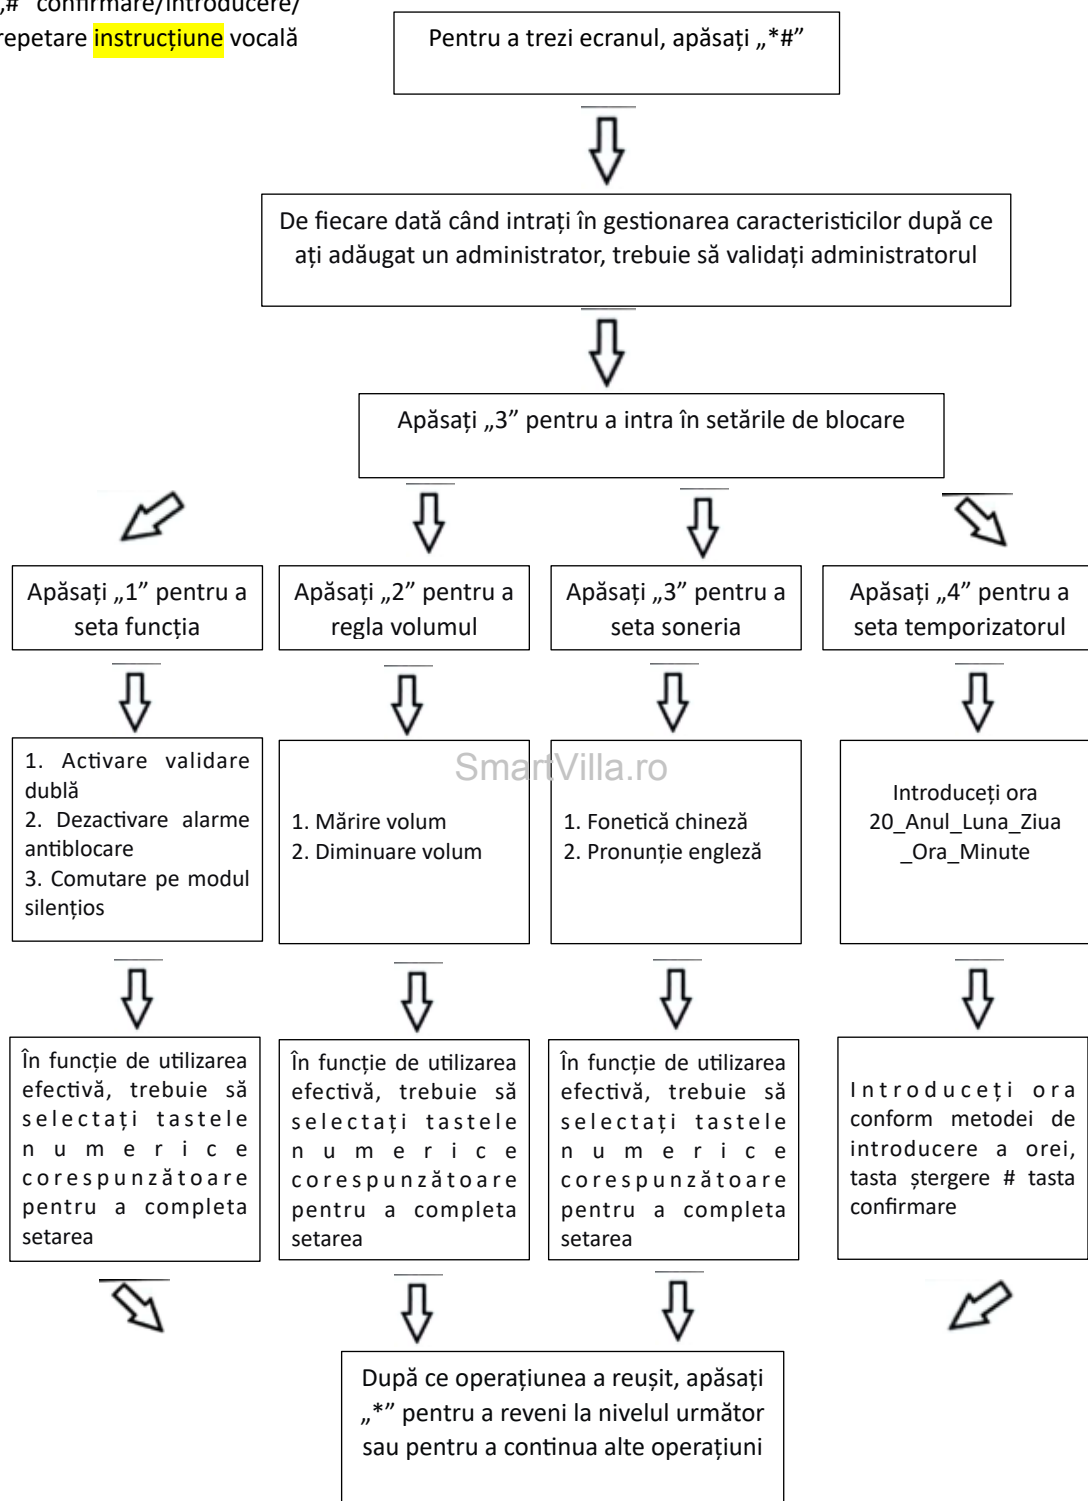 „# confirmare/introducere/
repetare instrucțiune vocală
Pentru a trezi ecranul, apăsați „*#”
De fiecare dată când intrați în gestionarea caracteristicilor după ce
ați adăugat un administrator, trebuie să validați administratorul
Apăsați „3” pentru a intra în setările de blocare
Apăsați „1” pentru a
seta funcția
Apăsați „2” pentru a
regla volumul
Apăsați „3” pentru a
seta soneria
Apăsați „4” pentru a
seta temporizatorul
1. Activare validare
dublă
2. Dezactivare alarme
antiblocare
3. Comutare pe modul
silențios
1. Mărire volum
2. Diminuare volum
1. Fonetică chineză
2. Pronunție engleză
Introduceți ora
20_Anul_Luna_Ziua
_Ora_Minute
SmartVilla.ro
În funcție de utilizarea
efectivă, trebuie să
selectați tastele
numerice
corespunzătoare
pentru a completa
setarea
În funcție de utilizarea
efectivă, trebuie să
selectați tastele
numerice
corespunzătoare
pentru a completa
setarea
În funcție de utilizarea
efectivă, trebuie să
selectați tastele
numerice
corespunzătoare
pentru a completa
setarea
Introduceți ora
conform metodei de
introducere a orei,
tasta ștergere # tasta
confirmare
După ce operațiunea a reușit, apăsați
„*” pentru a reveni la nivelul următor
sau pentru a continua alte operațiuni